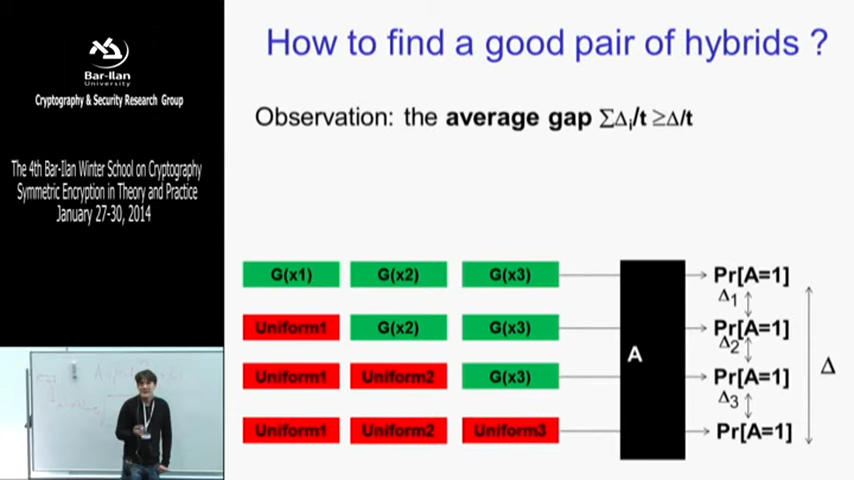 Bar-Ilan
University
Cryptography & Security Research Group
The 4th Bar-Ilan Winter School on Cryptography
Symmetric Encryption in Theory and Practice
January 27-30, 2014
How to find a good pair of hybrids ?
Observation: the average gap ∑Δi/t ≥Δ/t
G(x1) G(x2) G(x3) Pr[A=1]
Δ1
Uniform1 G(x2) G(x3) Pr[A=1]
Δ2
A
Δ
Uniform1 Uniform2 G(x3) Pr[A=1]
Δ3
Uniform1 Uniform2 Uniform3 Pr[A=1]